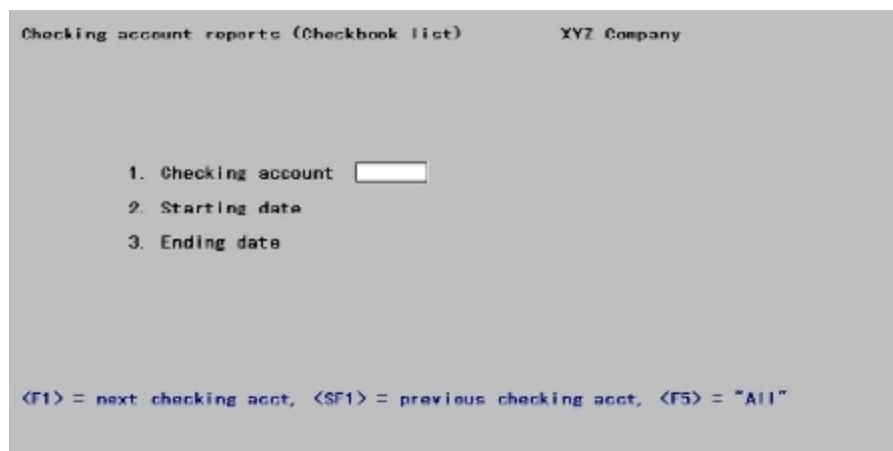 Checking account reports (Checkbook list) XYZ Company
1. Checking account
2. Starting date
3. Ending date
<F1> = next checking acct, <SF1> = previous checking acct, <F5> = "All"